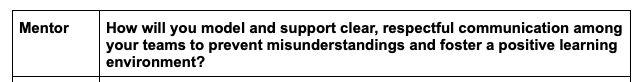 Mentor
How will you model and support clear, respectful communication among
your teams to prevent misunderstandings and foster a positive learning
environment?